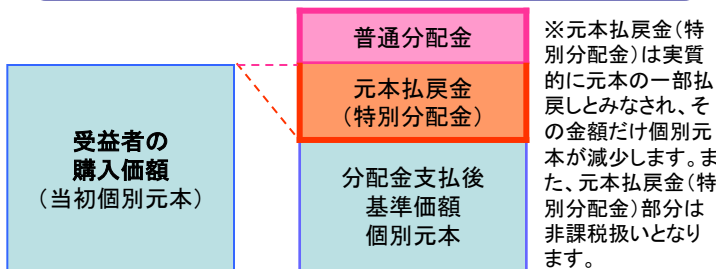 普通分配金
元本払戻金
（特別分配金）
受益者の
購入価額
（当初個別元本）
分配金支払後
基準価額
個別元本
※元本払戻金（特
別分配金）は実質
的に元本の一部払
戻しとみなされ、そ
の金額だけ個別元
本が減少します。ま
た、元本払戻金（特
別分配金）部分は
非課税扱いとなり
ます。